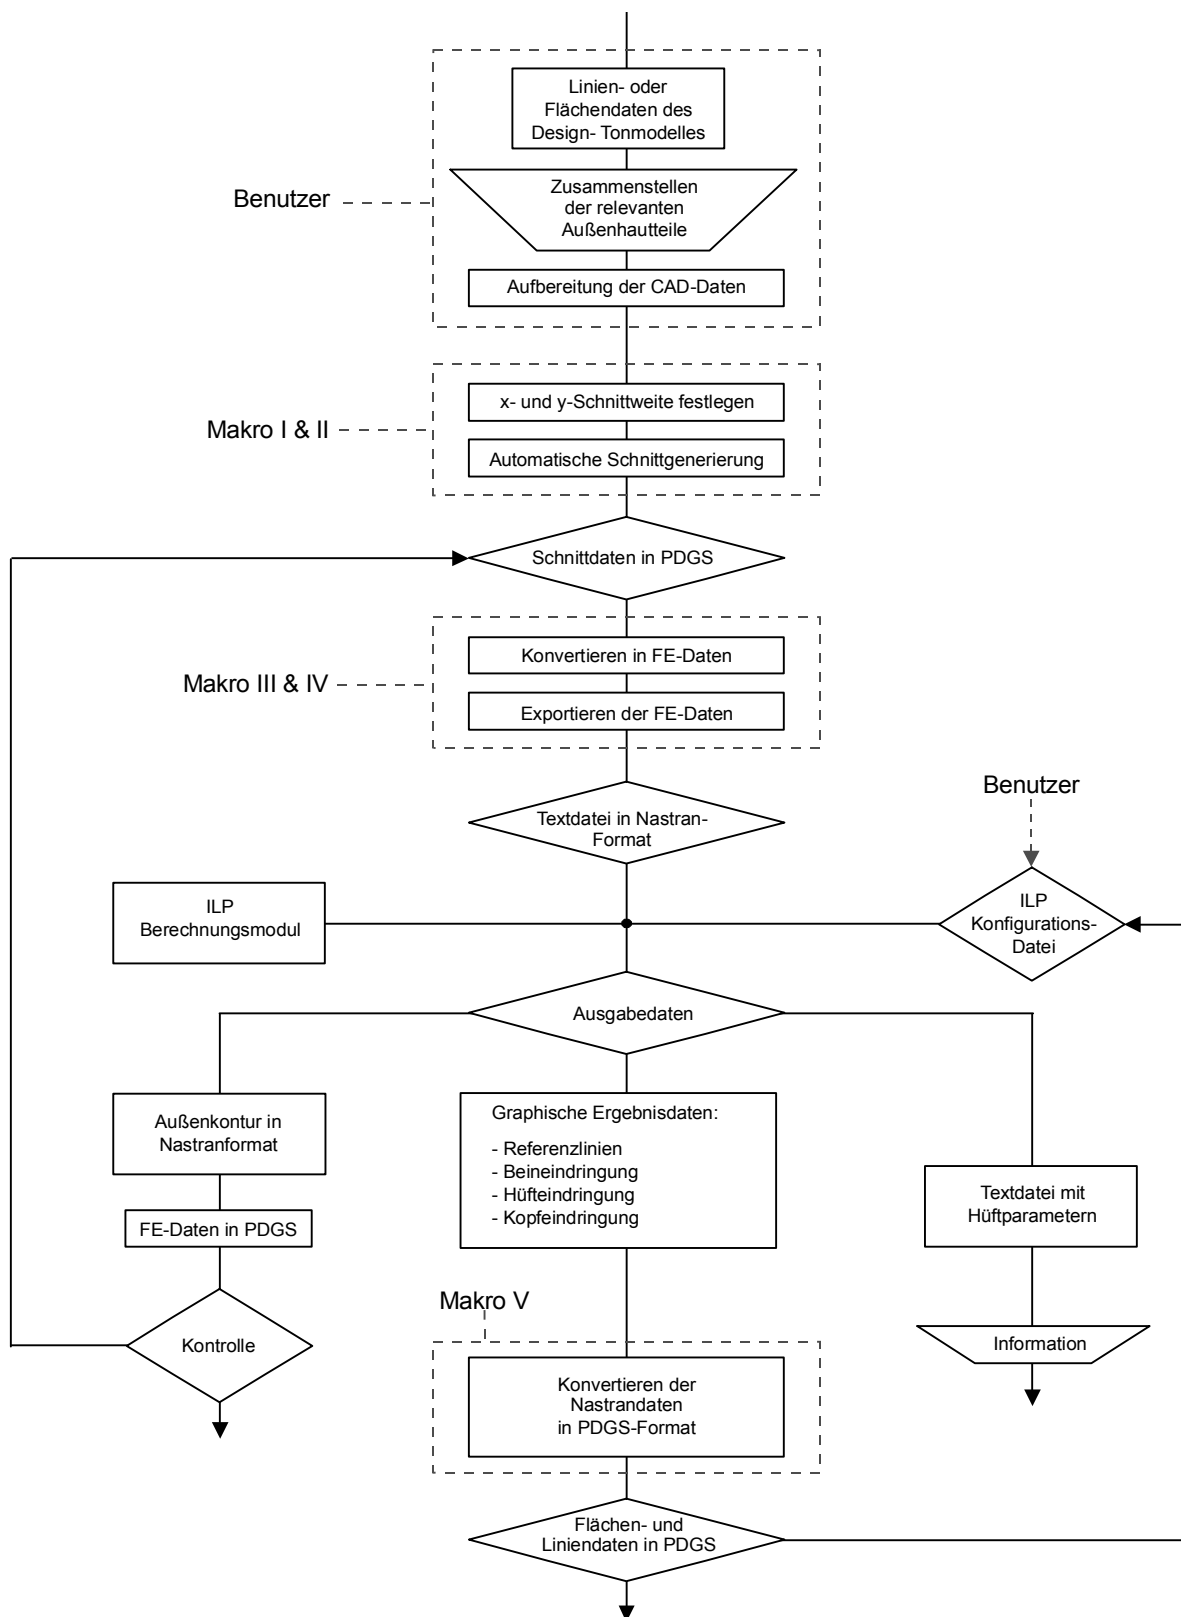 Linien- oder
Flächendaten des
Design- Tonmodelles
Benutzer
Zusammenstellen
der relevanten
Außenhautteile
Aufbereitung der CAD-Daten
x- und y-Schnittweite festlegen
Makro I & II
Automatische Schnittgenerierung
Schnittdaten in PDGS
Konvertieren in FE-Daten
Makro III & IV
Exportieren der FE-Daten
Textdatei in Nastran-
Format
Benutzer
ILP
Berechnungsmodul
ILP
Konfigurations-
Datei
Ausgabedaten
Außenkontur in
Nastranformat
Graphische Ergebnisdaten:
- Referenzlinien
- Beineindringung
- Hüfteindringung
- Kopfeindringung
Textdatei mit
Hüftparametern
FE-Daten in PDGS
Makro V
Kontrolle
Information
Konvertieren der
Nastrandaten
in PDGS-Format
Flächen- und
Liniendaten in PDGS